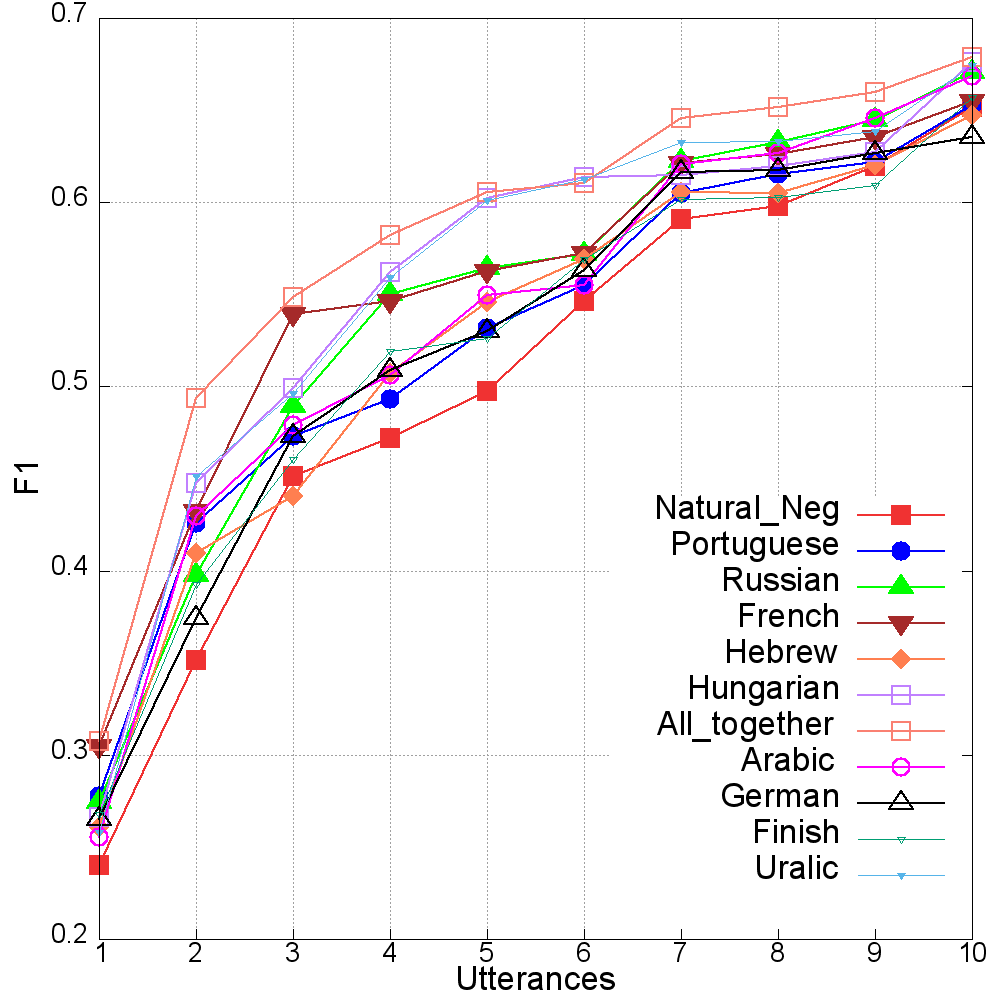 0.7
0.6
0.5
0.4
0.3
0.2
F1
Natural_Neg
Portuguese
Russian
French
Hebrew
Hungarian
All_together
Arabic
German
Finish
Uralic
1 2 3 4 5 6 7 8 9 10
Utterances